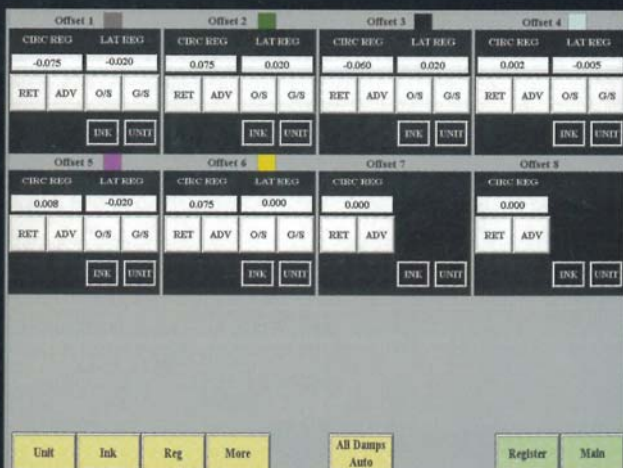 Offset 1 Offset 2 Offset 3 Offset 4
CIRC REG LAT REG CIRC REG LAT REG CIRC REG LAT REG CIRC REG LAT REG
-0.075 -0.020 0.075 0.020 -0.060 0.020 0.002 -0.005
RET ADV O/S G/S RET ADV O/S G/S RET ADV O/S G/S RET ADV O/S G/S
INK UNIT INK UNIT INK UNIT INK UNIT
Offset 5 Offset 6 Offset 7 Offset 8
CIRC REG LAT REG CIRC REG LAT REG CIRC REG CIRC REG
0.008 -0.020 0.075 0.000 0.000 0.000
RET ADV O/S G/S RET ADV O/S G/S RET ADV RET ADV
INK UNIT INK UNIT INK UNIT INK UNIT
Unit Ink Reg More All Damps Register Main
Auto